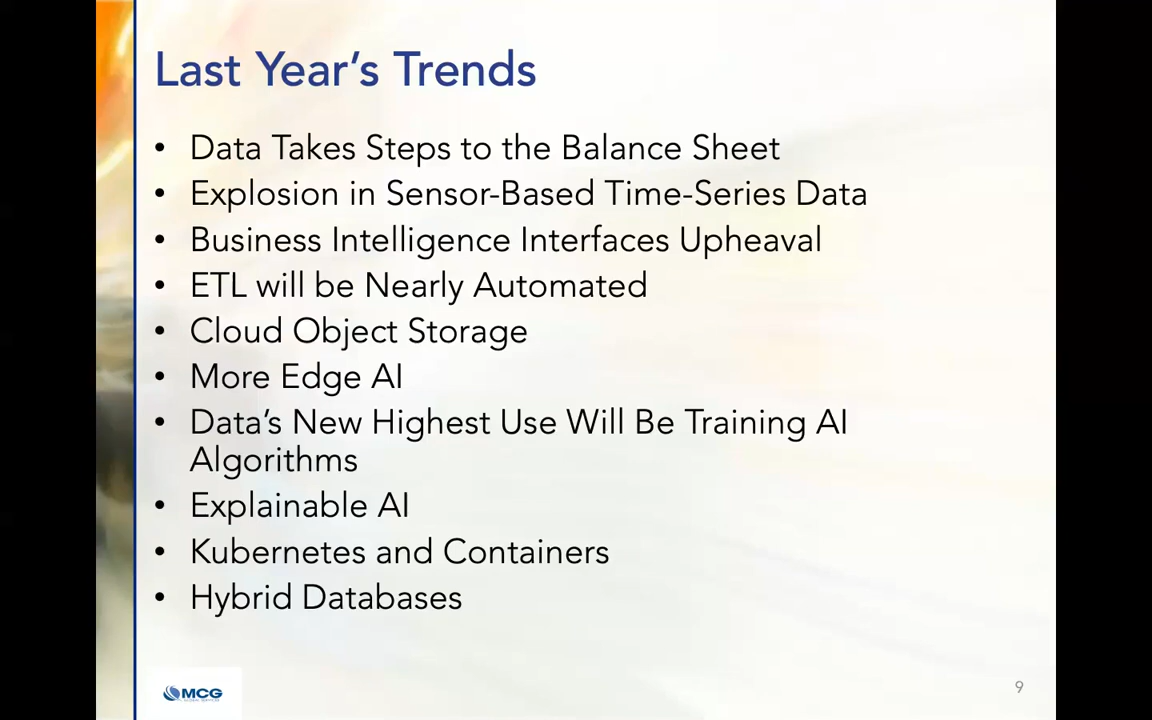 Last Year's Trends
• Data Takes Steps to the Balance Sheet
• Explosion in Sensor-Based Time-Series Data
• Business Intelligence Interfaces Upheaval
• ETL will be Nearly Automated
• Cloud Object Storage
• More Edge AI
• Data's New Highest Use Will Be Training AI
Algorithms
• Explainable AI
• Kubernetes and Containers
• Hybrid Databases
MCG
9